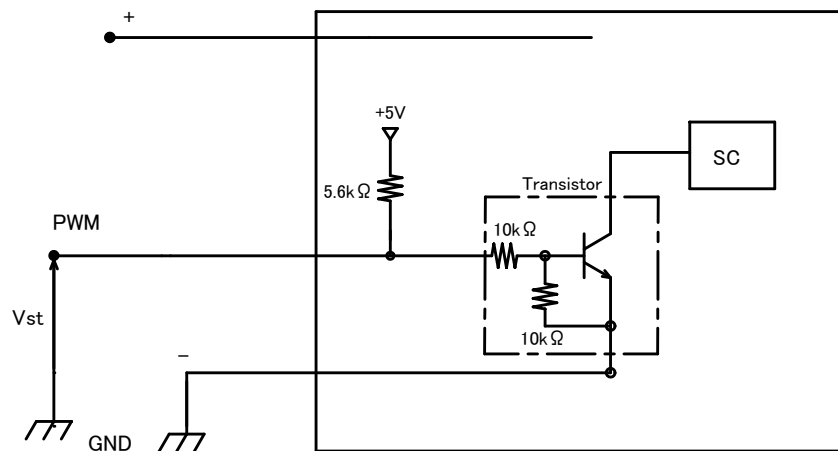 +
+5V
SC
5.6kΩ
Transistor
PWM
10kΩ
Vst
10kΩ
−
GND